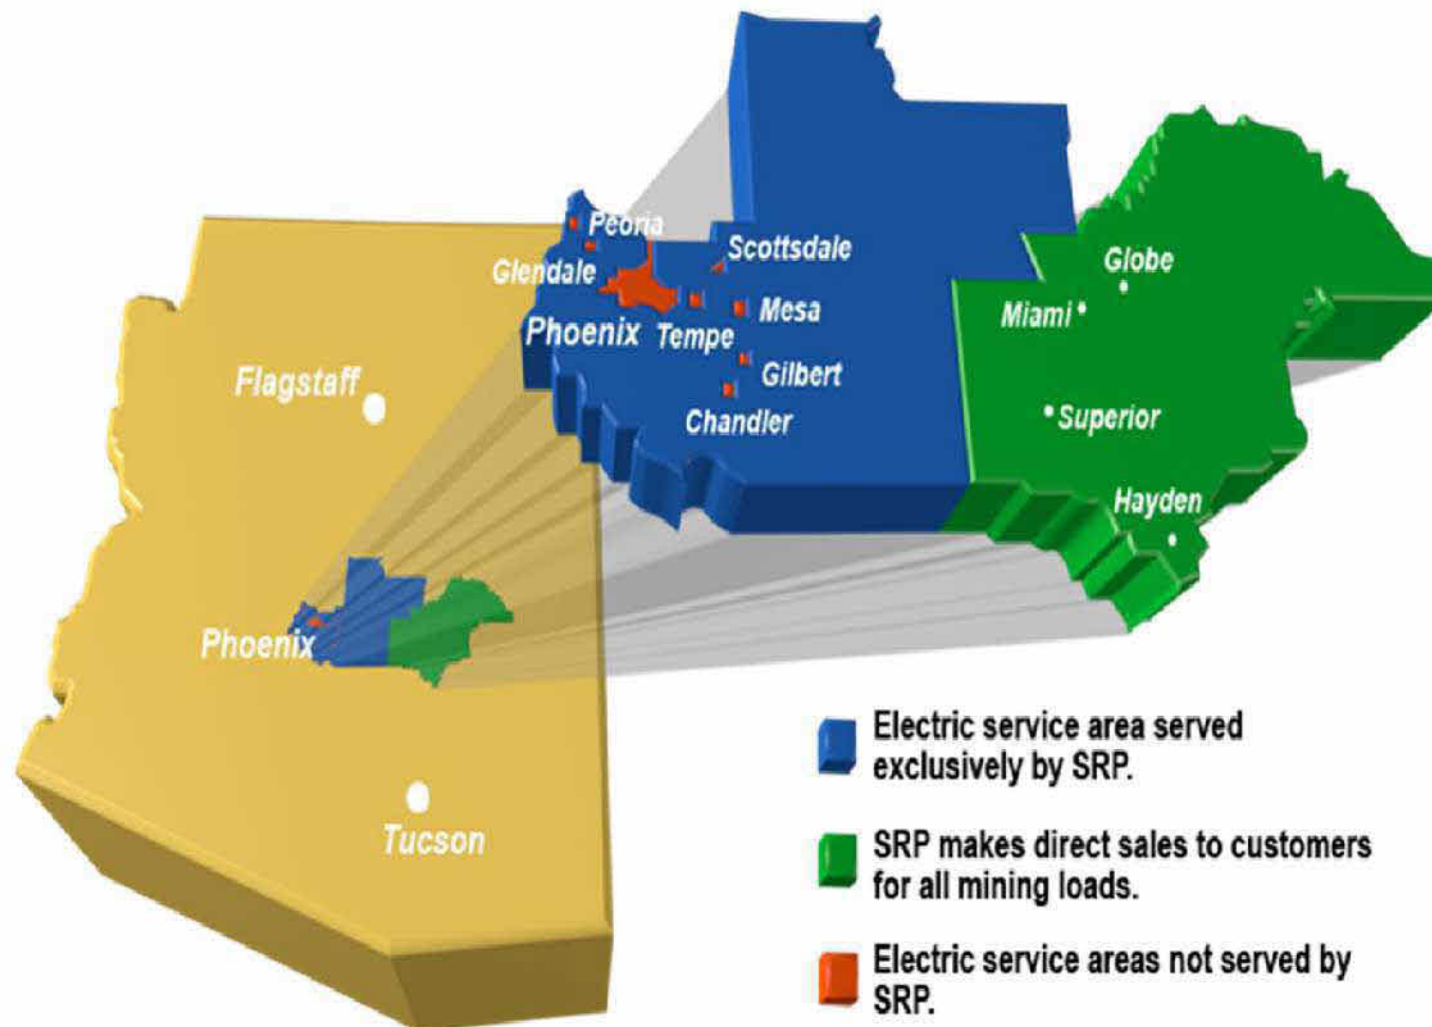 Peoria
Scottsdale
Glendale
Globe
Mesa
Miami
Phoenix
Tempe
Gilbert
Flagstaff
Chandler
Superior
Hayden
Phoenix
Tucson
Electric service area served
exclusively by SRP.
SRP makes direct sales to customers
for all mining loads.
Electric service areas not served by
SRP.